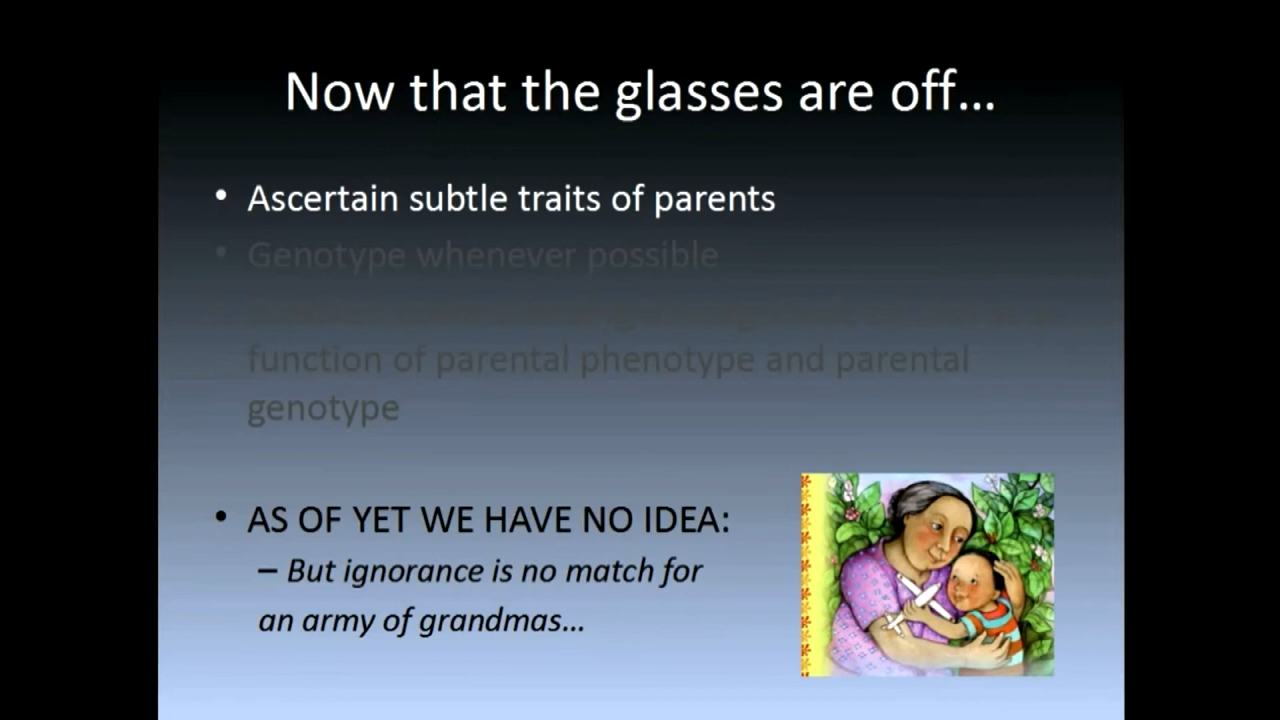 Now that the glasses are off...
• Ascertain subtle traits of parents
• Genotype whenever possible
function of parental phenotype and parental
genotype
• AS OF YET WE HAVE NO IDEA:
– But ignorance is no match for
an army of grandmas...